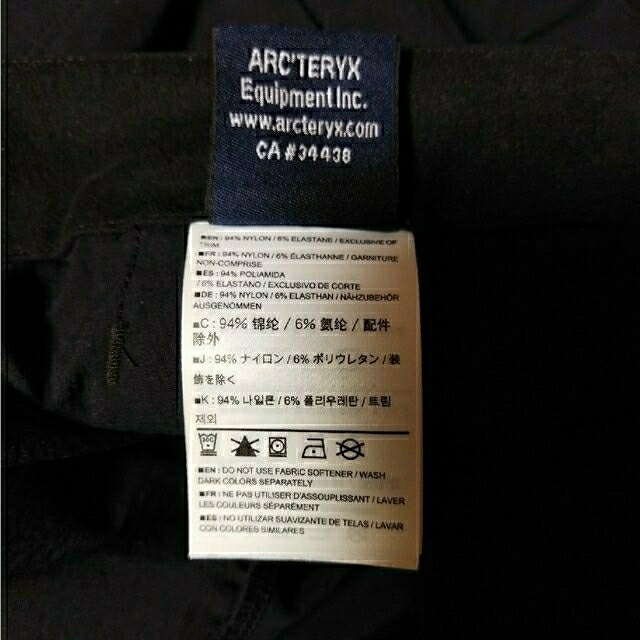 ARC'TERYX
Equipment Inc.
www.arcteryx.com
CA #34438
■ EN : 94% NYLON / 6% ELASTANE / EXCLUSIVE OF
TRIM
■ FR : 94% NYLON / 6% ÉLASTHANNE / GARNITURE
NON-COMPRISE
■ ES : 94% POLIAMIDA
/ 6% ELASTANO / EXCLUSIVO DE CORTE
■ DE : 94% NYLON / 6% ELASTHAN / NÄHZUBEHÖR
AUSGENOMMEN
■ C : 94% 锦纶 / 6% 氨纶 / 配件
除外
■ J : 94% ナイロン / 6% ポリウレタン / 装
飾を除く
■ K : 94% 나일론 / 6% 폴리우레탄 / 트림
제외
■ EN : DO NOT USE FABRIC SOFTENER / WASH
DARK COLORS SEPARATELY
■ FR : NE PAS UTILISER D'ASSOUPLISSANT / LAVER
LES COULEURS SÉPARÉMENT
■ ES : NO UTILIZAR SUAVIZANTE DE TELAS / LAVAR
CON COLORES SIMILARES